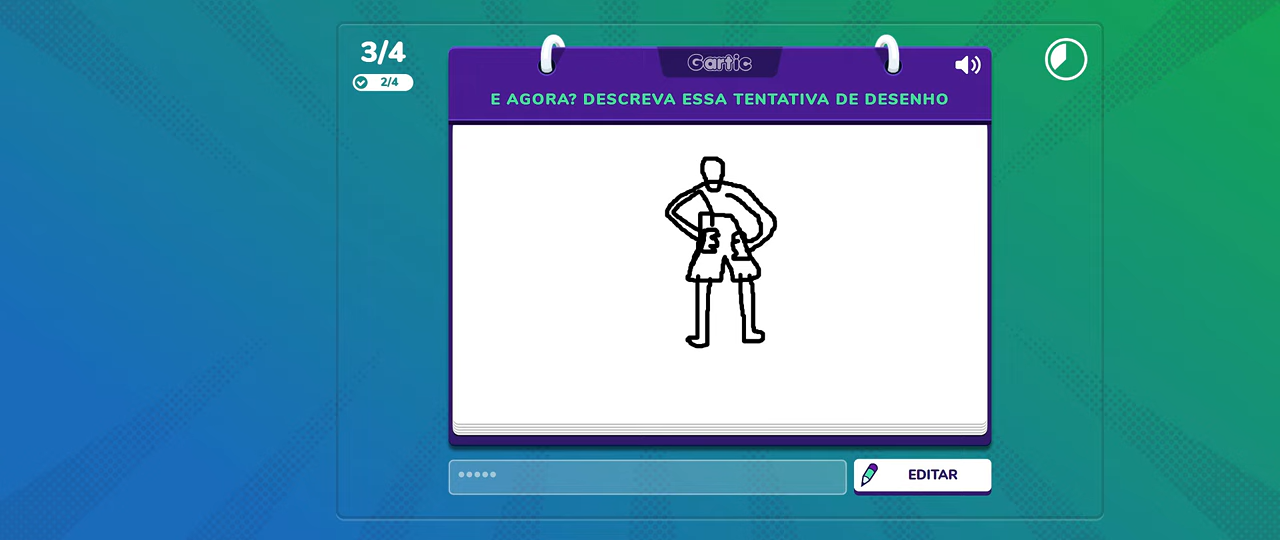 3/4
2/4
Gartic
E AGORA? DESCREVA ESSA TENTATIVA DE DESENHO
•••••
EDITAR